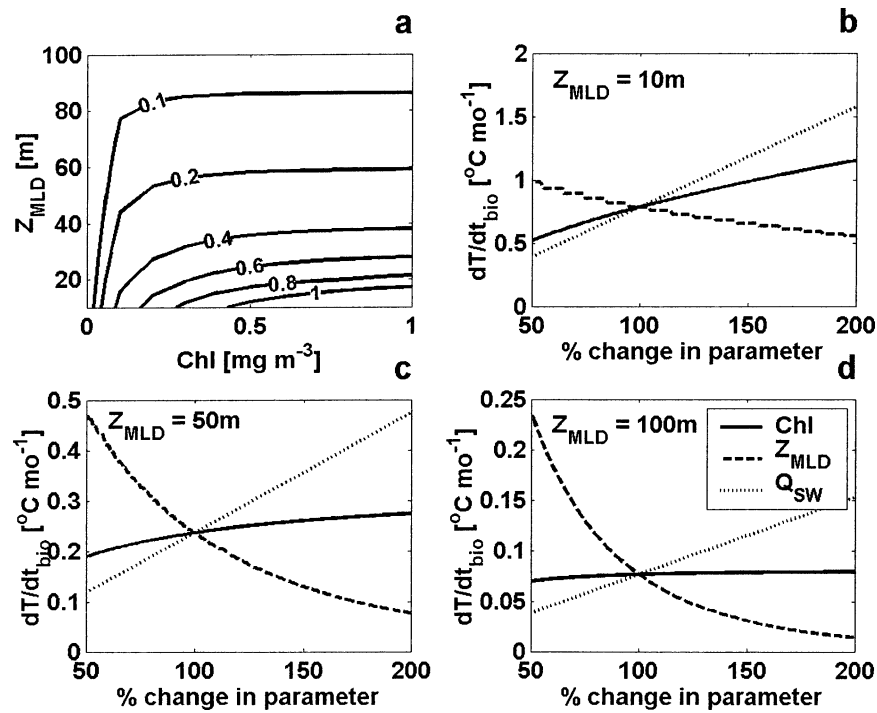 a
100
80
60
40
20
Z_MLD [m]
0.1
0.2
0.4
0.6
0.8
1
0
0.5
1
Chl [mg m⁻³]
b
Z_MLD = 10m
2
1.5
1
0.5
0
dT/dt_bio [°C mo⁻¹]
50
100
150
200
% change in parameter
c
Z_MLD = 50m
0.5
0.4
0.3
0.2
0.1
0
dT/dt_bio [°C mo⁻¹]
50
100
150
200
% change in parameter
d
Z_MLD = 100m
Chl
Z_MLD
Q_SW
0.25
0.2
0.15
0.1
0.05
0
dT/dt_bio [°C mo⁻¹]
50
100
150
200
% change in parameter